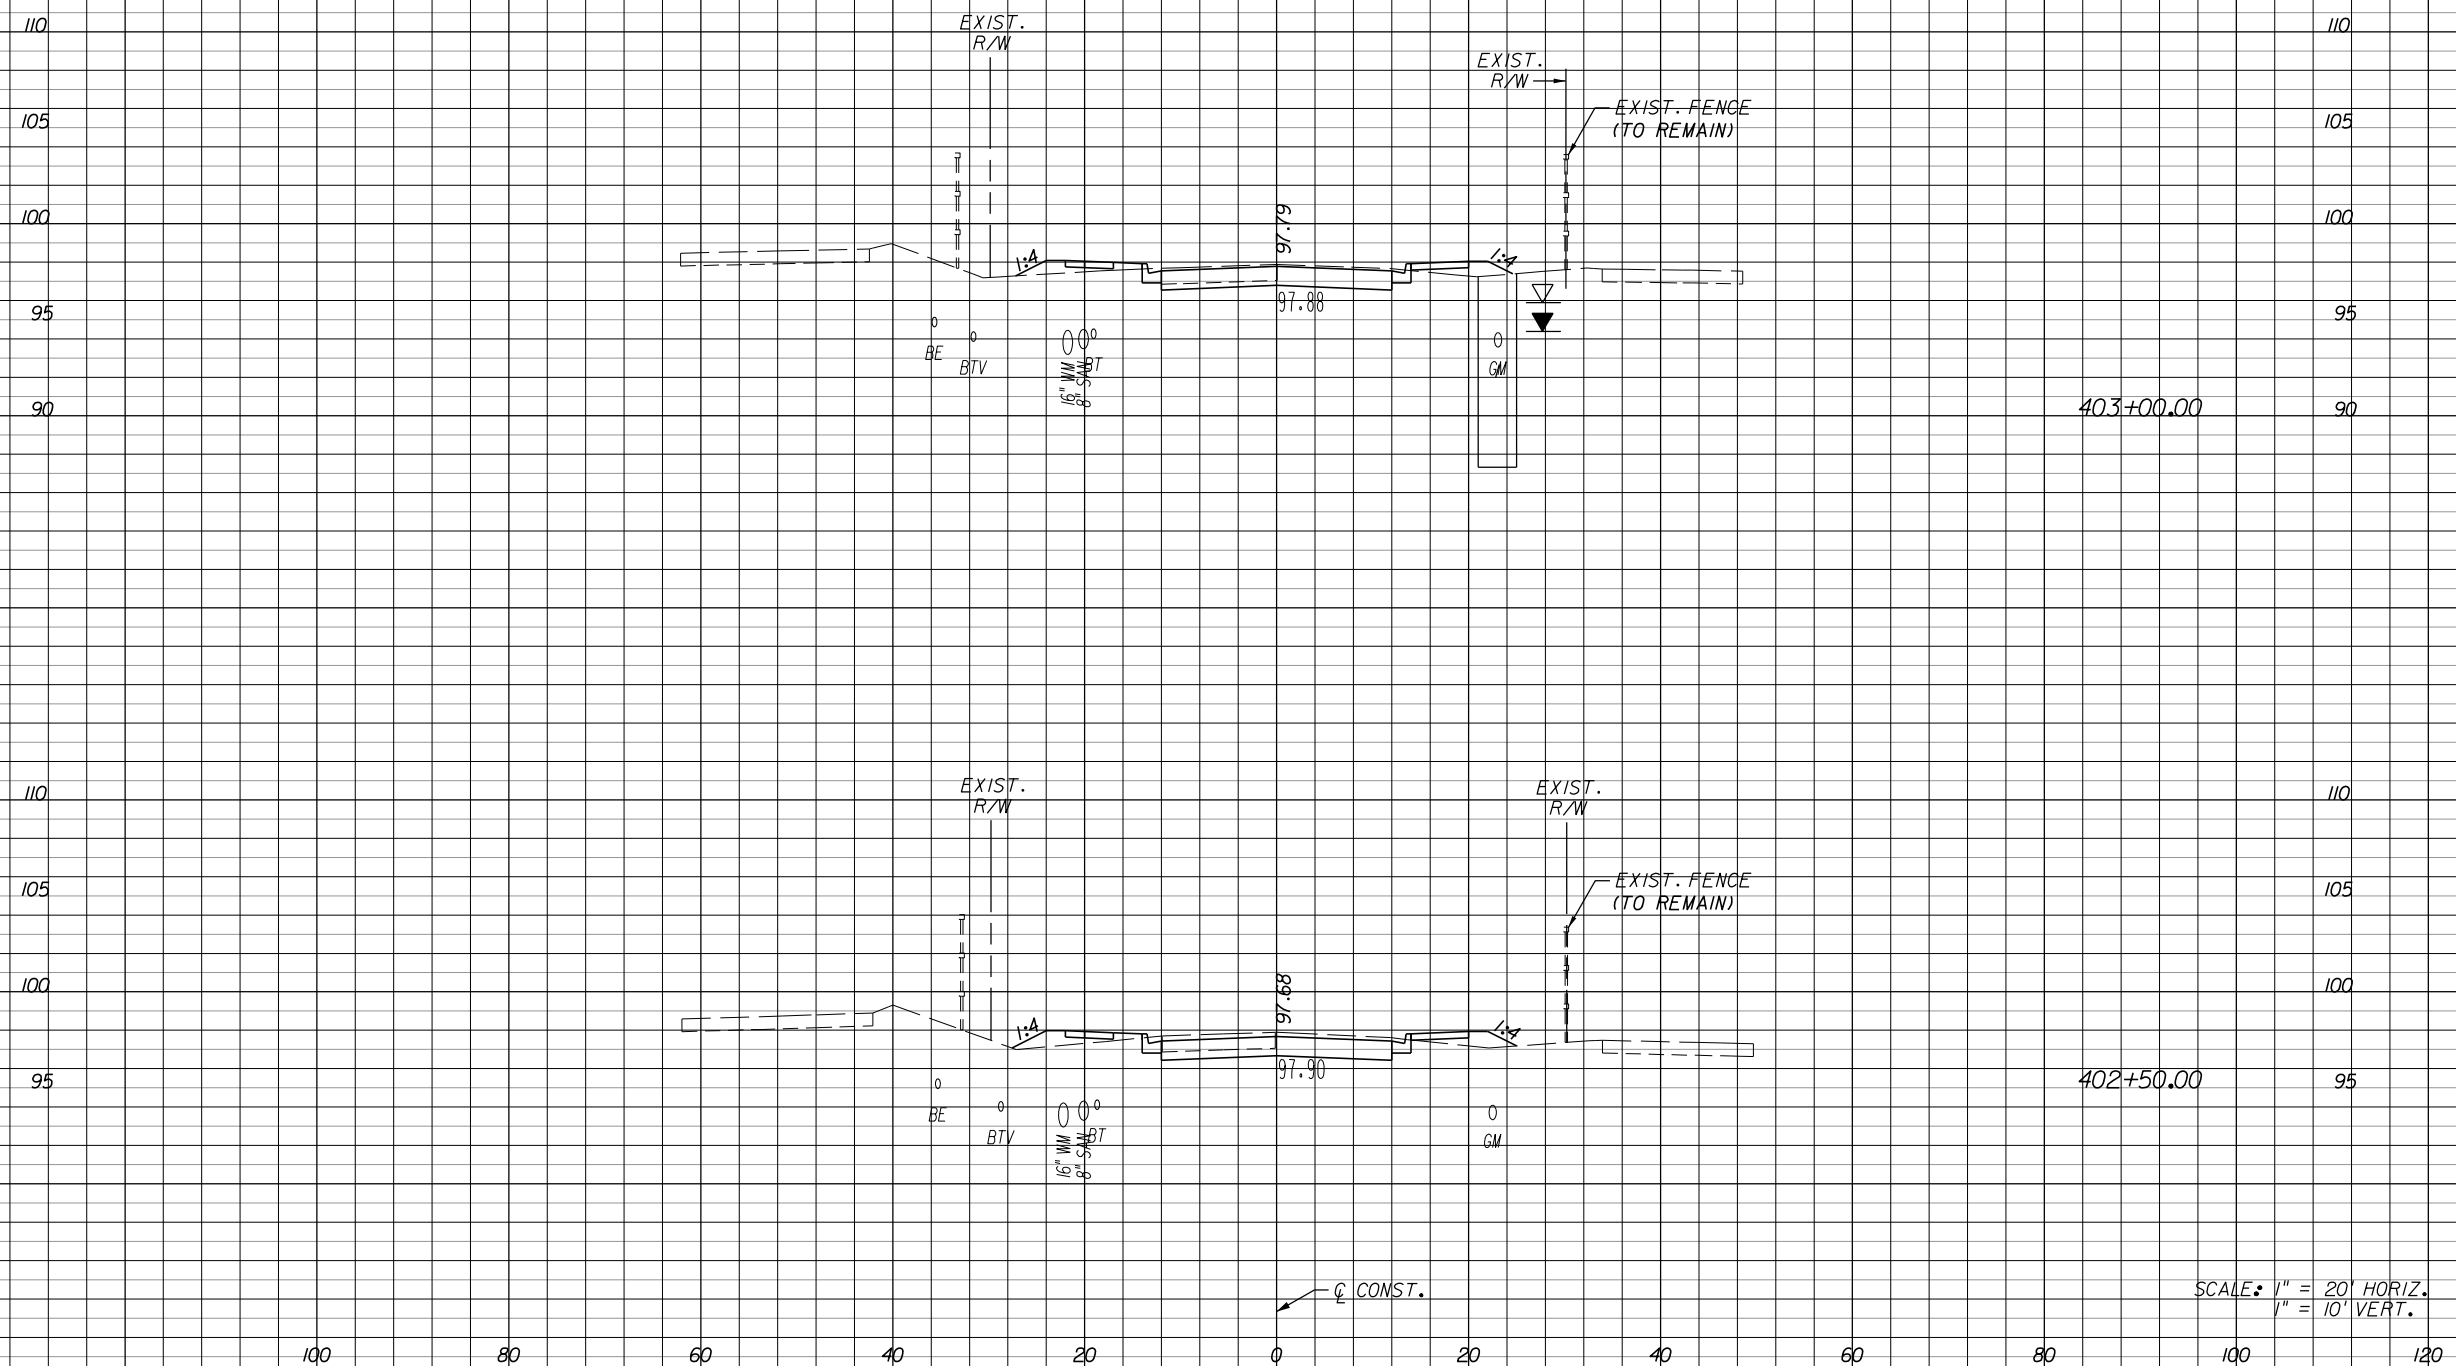 110
EXIST.
R/W
110
EXIST.
R/W
EXIST. FENCE
(TO REMAIN)
105
105
100
97.79
100
1:4
1:4
95
97.88
95
BE
BTV
16" WM
8" SAN
BT
GM
90
403+00.00
90
110
EXIST.
R/W
EXIST.
R/W
110
105
EXIST. FENCE
(TO REMAIN)
105
100
97.68
100
1:4
1:4
95
97.90
402+50.00
95
BE
BTV
16" WM
8" SAN
BT
GM
℄ CONST.
SCALE: 1" = 20' HORIZ.
1" = 10' VERT.
100 80 60 40 20 0 20 40 60 80 100 120